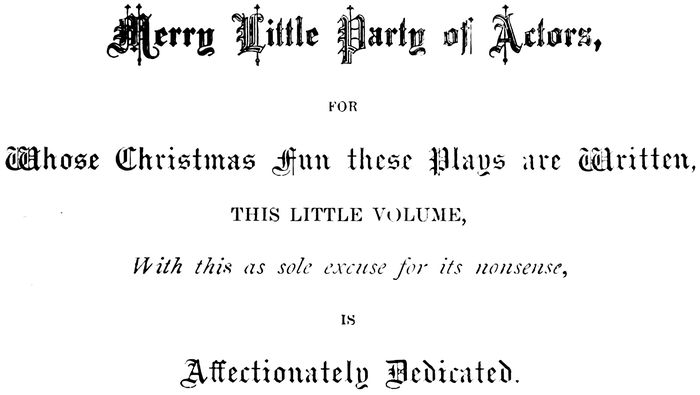 Merry Little Party of Actors,
FOR
Whose Christmas Fun these Plays are Written,
THIS LITTLE VOLUME,
With this as sole excuse for its nonsense,
IS
Affectionately Dedicated.